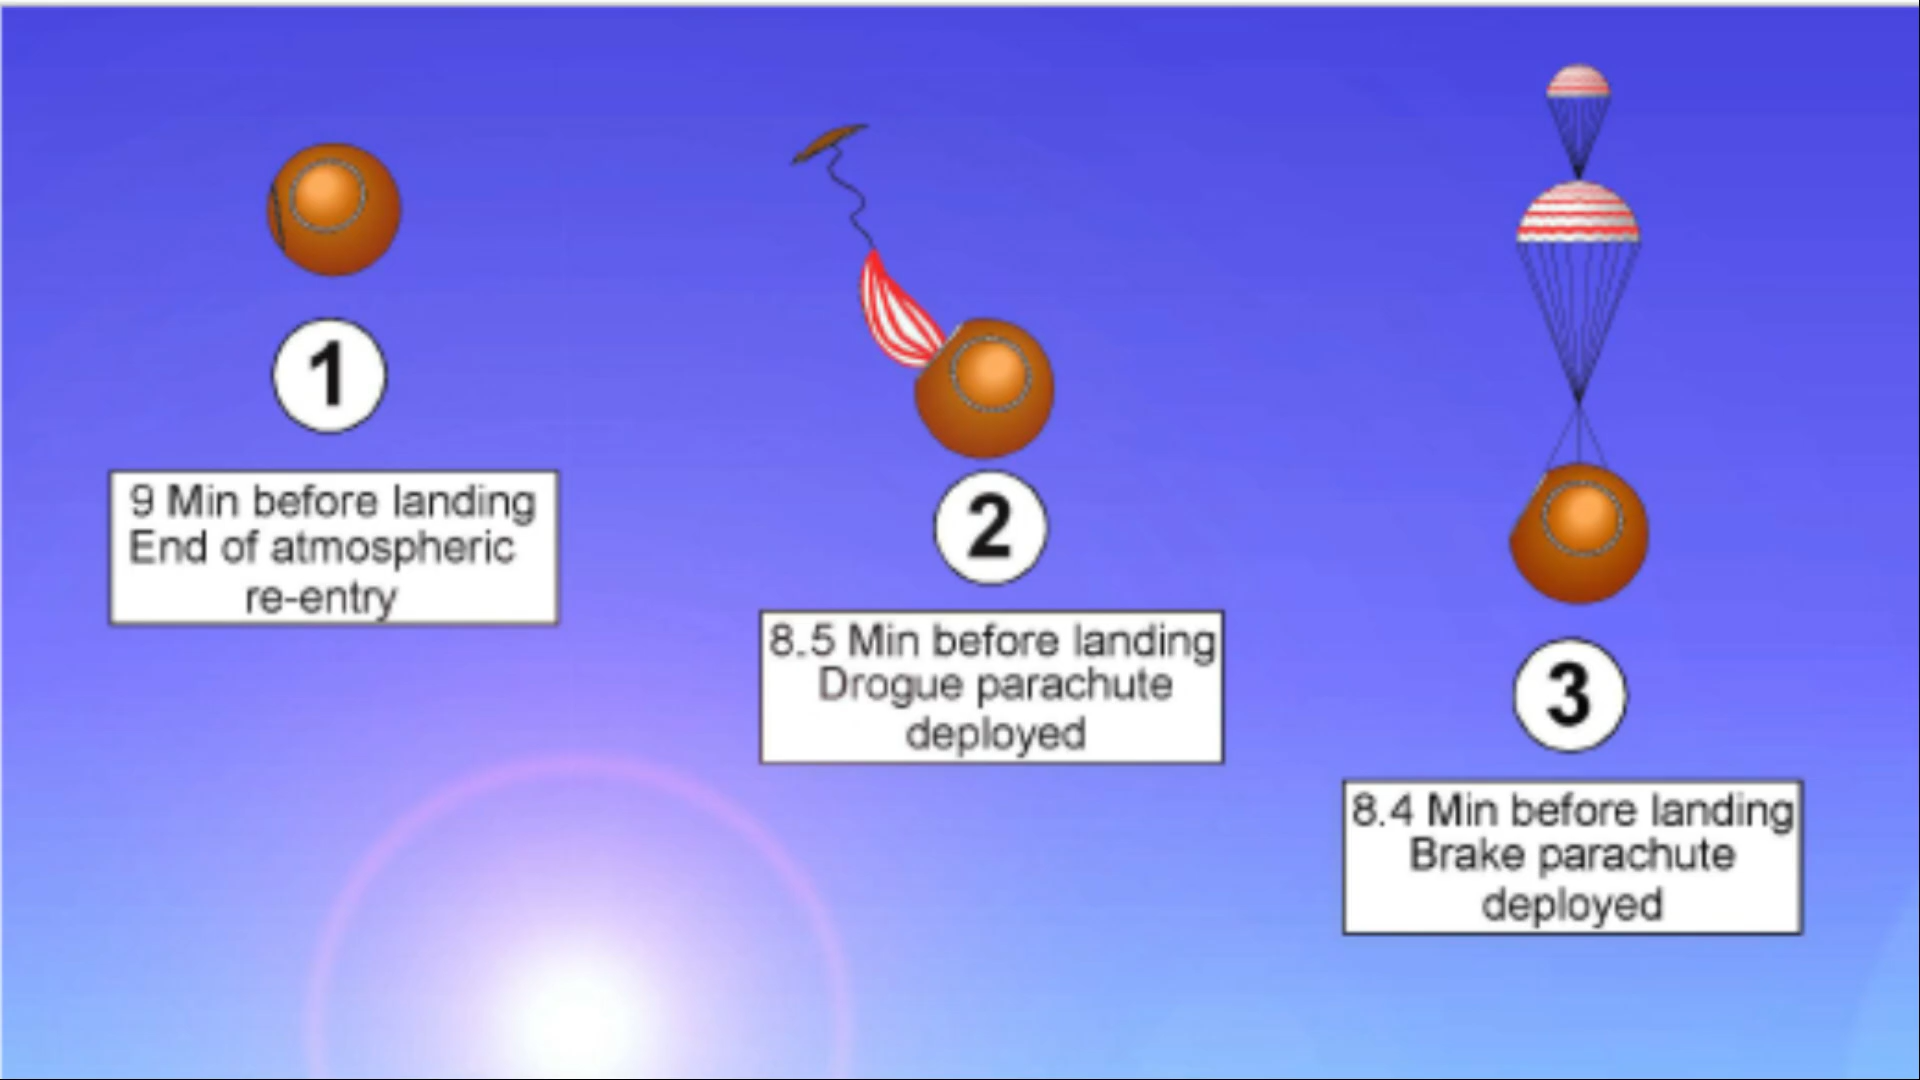 1
9 Min before landing
End of atmospheric
re-entry
2
8.5 Min before landing
Drogue parachute
deployed
3
8.4 Min before landing
Brake parachute
deployed